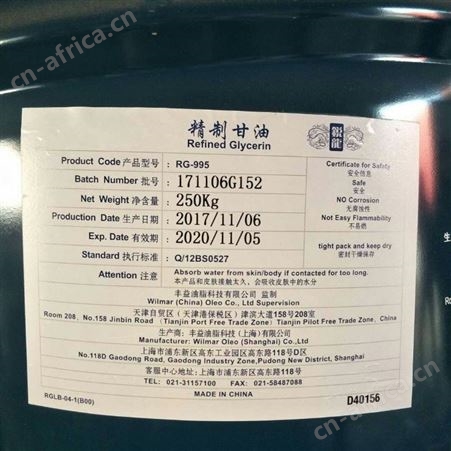 cn-africa.cn
精制甘油
Refined Glycerin
锐龍
Product Code产品型号: RG-995
Batch Number 批号: 171106G152
Net Weight 净重量: 250Kg
Production Date 生产日期: 2017/11/06
Exp. Date 有效期: 2020/11/05
Standard 执行标准: Q/12BS0527
Attention 注意: Absorb water from skin/body if contacted for too long.
本产品和皮肤接触太久,会吸收皮肤中的水分
Certificate for Safety
安全信息
Safe
安全
NO Corrosion
无腐蚀性
Not Easy Flammability
不易燃
tight pack and keep dry
密封干燥保存
丰益油脂科技有限公司 监制
Wilmar (China) Oleo Co., Ltd Supervision
天津自贸区(天津港保税区)津滨大道158号208室
Room 208, No.158 Jinbin Road (Tianjin Port Free Trade Zone) Tianjin Pilot Free Trade Zone), Tianjin
丰益油脂科技(上海)有限公司
Wilmar Oleo (Shanghai) Co., Ltd
上海市浦东新区高东工业园区高东路118号D区
No.118D Gaodong Road, Gaodong Industry Zone,Pudong New District, Shanghai
客服中心地址:上海市浦东新区高东路118号
TEL: 021-31157100 FAX: 021-58487088
MADE IN CHINA
RGLB-04-1(B00)
D40156
生
cn-africa.cn